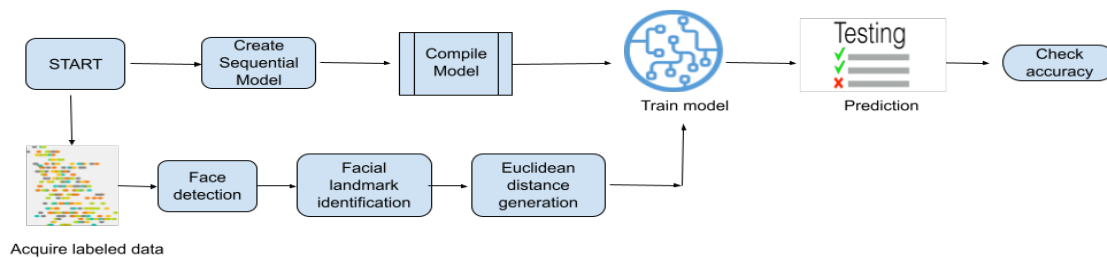 START
Create
Sequential
Model
Compile
Model
Train model
Testing
Prediction
Check
accuracy
Acquire labeled data
Face
detection
Facial
landmark
identification
Euclidean
distance
generation